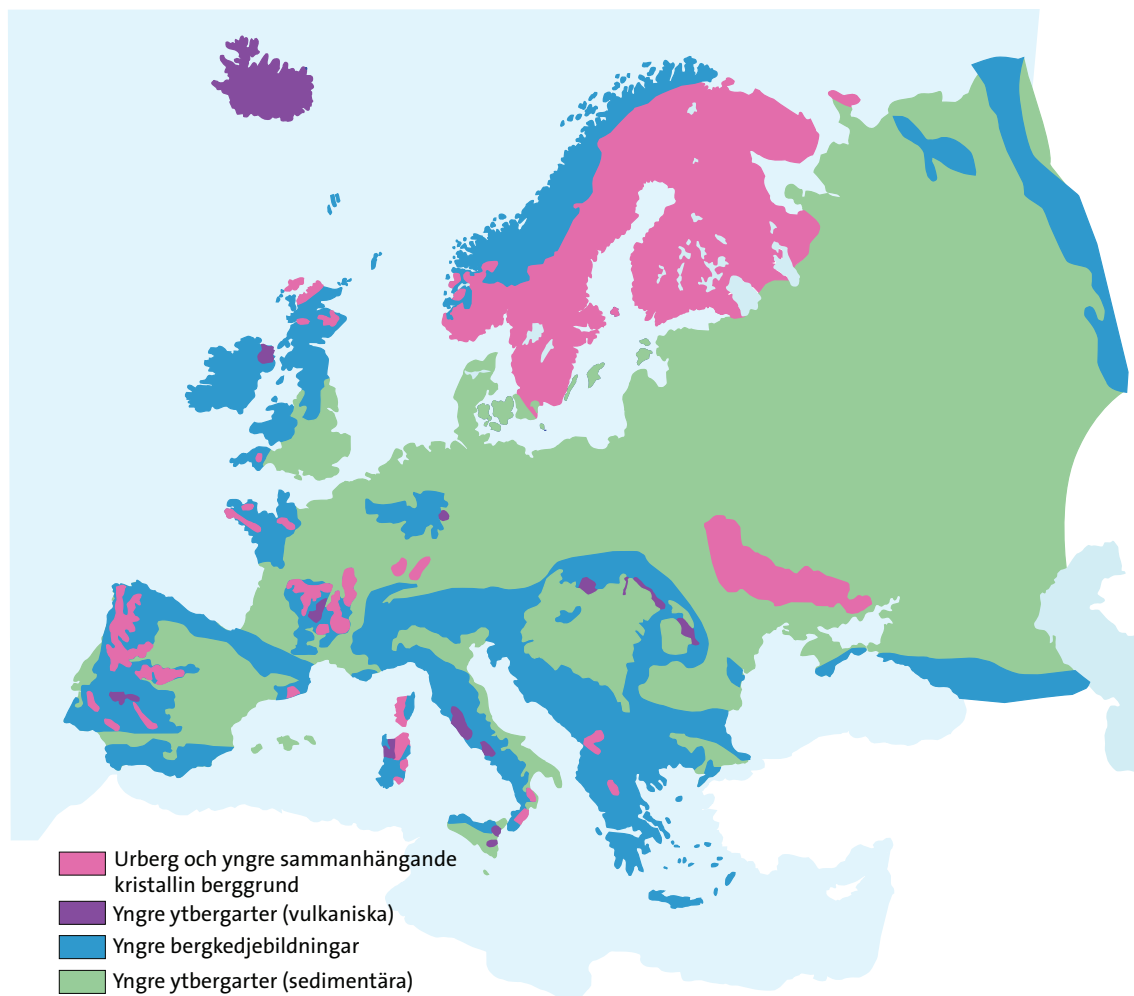 Urberg och yngre sammanhängande
kristallin berggrund
Yngre ytbergarter (vulkaniska)
Yngre bergkedjebildningar
Yngre ytbergarter (sedimentära)